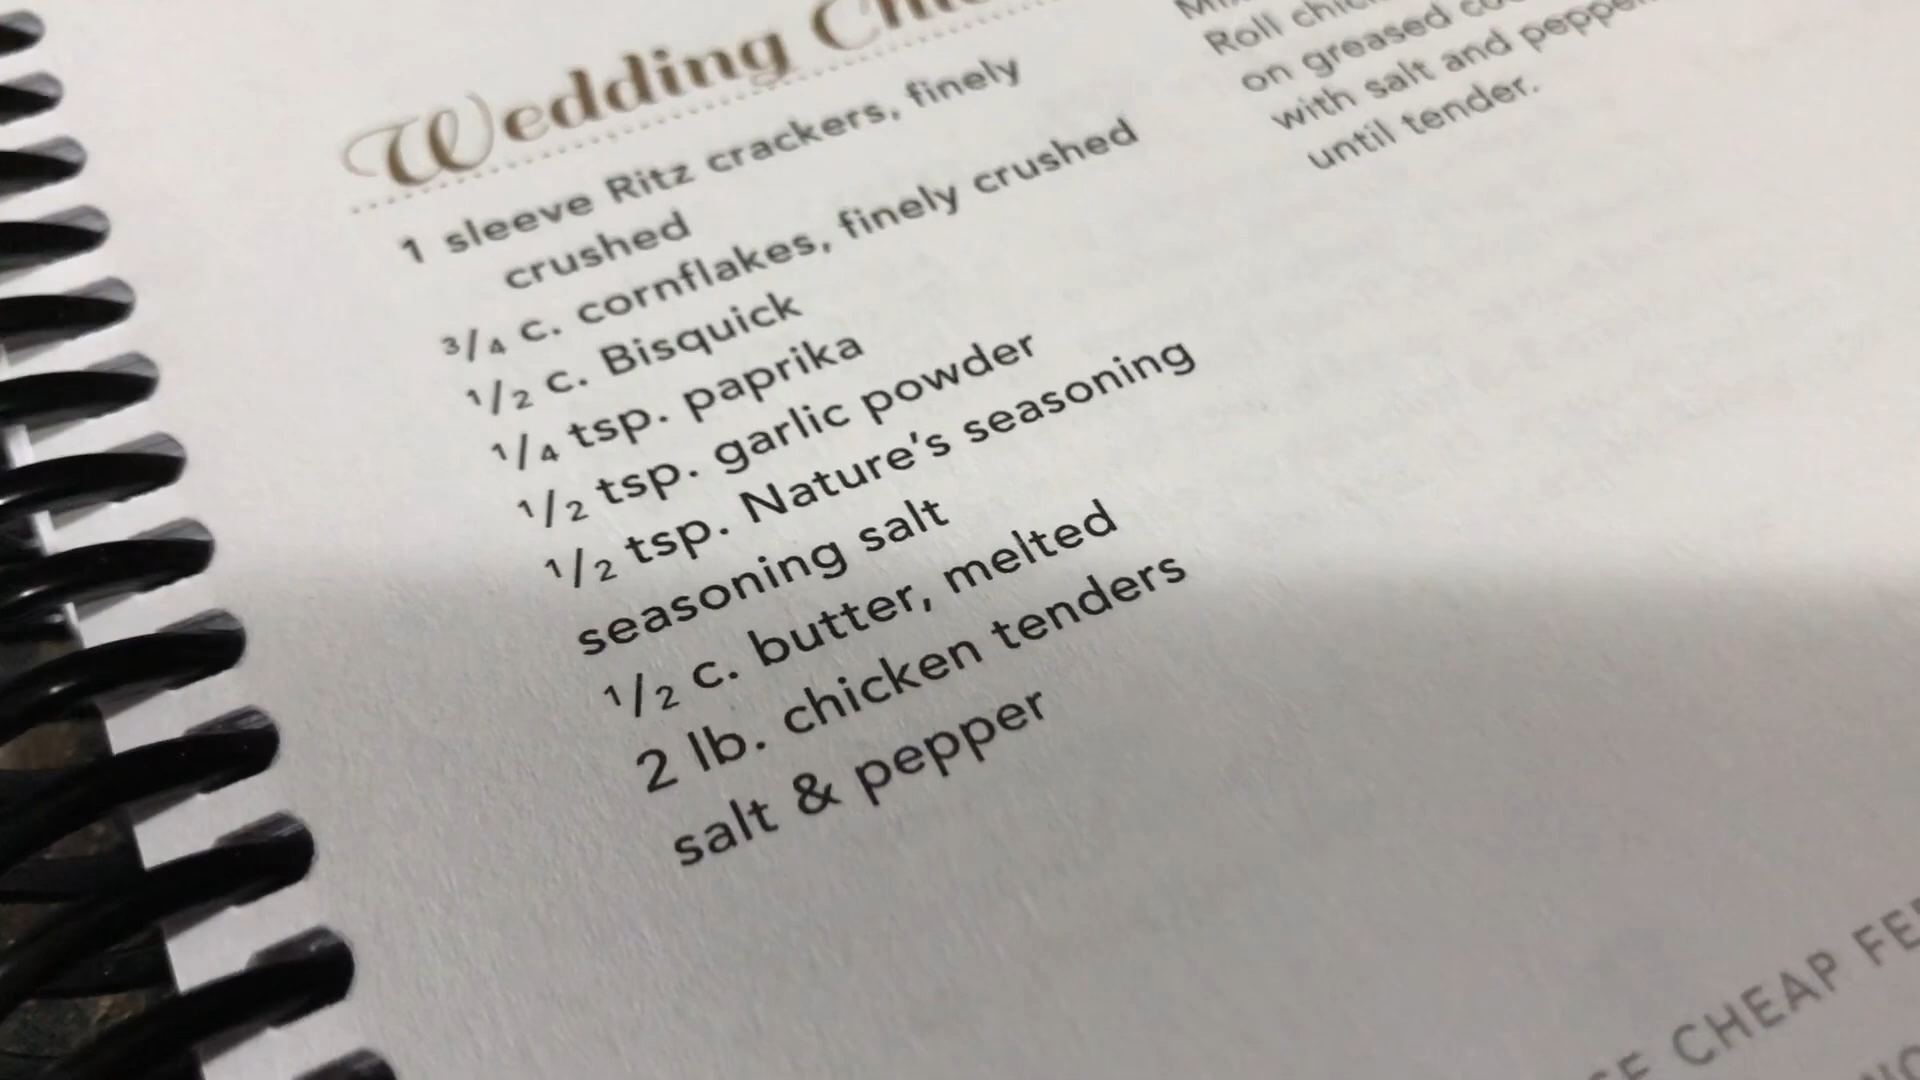 Wedding
1 sleeve Ritz crackers, finely
crushed
3/4 c. cornflakes, finely crushed
1/2 c. Bisquick
1/4 tsp. paprika
1/2 tsp. garlic powder
1/2 tsp. Nature's seasoning
seasoning salt
1/2 c. butter, melted
2 lb. chicken tenders
salt & pepper
Roll
on greased
with salt and pepper
until tender.
CHEAP